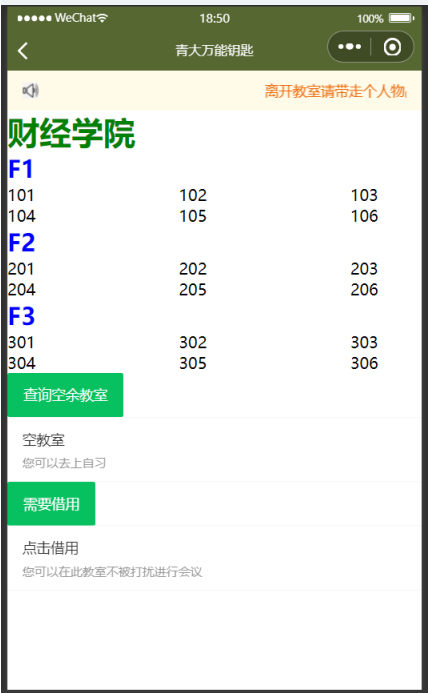 WeChat 18:50 100%
青大万能钥匙
离开教室请带走个人物
财经学院
F1
101 102 103
104 105 106
F2
201 202 203
204 205 206
F3
301 302 303
304 305 306
查询空余教室
空教室
您可以去上自习
需要借用
点击借用
您可以在此教室不被打扰进行会议